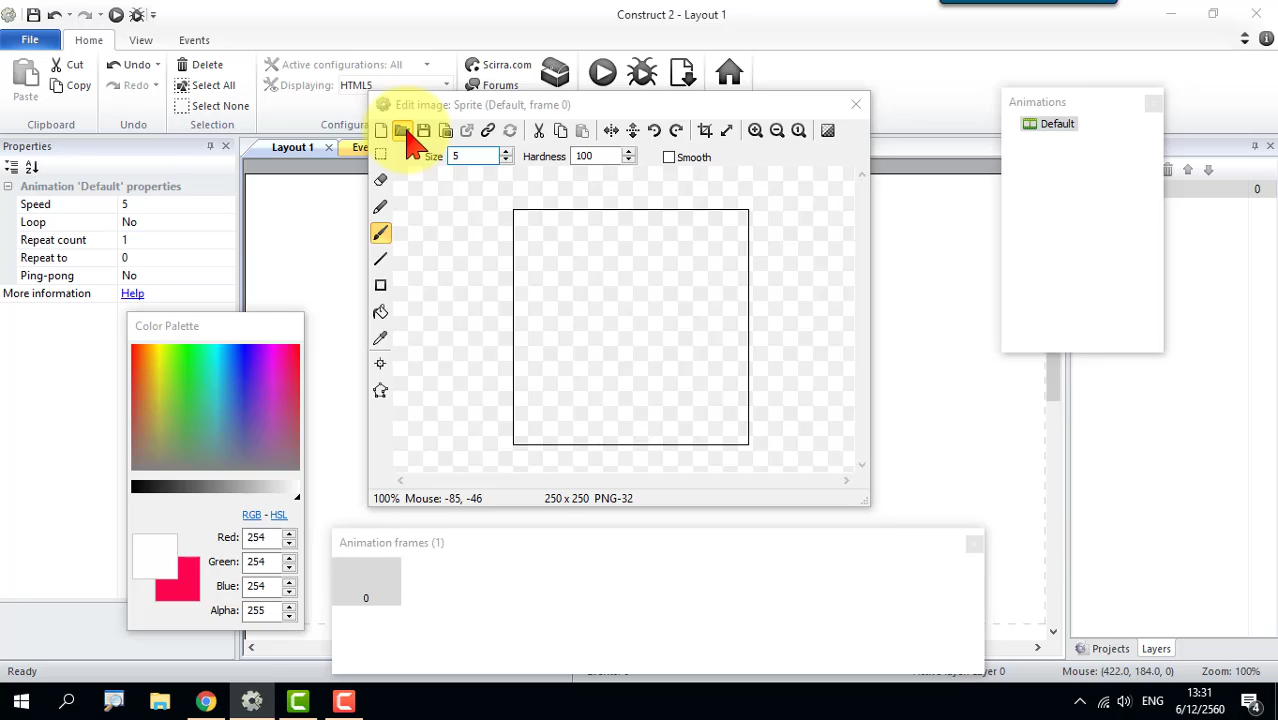 Construct 2 - Layout 1
File Home View Events
Paste Cut Copy
Undo Redo Undo
Delete Select All Select None Selection
Active configurations: All
Displaying: HTML5
Scirra.com
Forums
Properties
Animation 'Default' properties
Speed 5
Loop No
Repeat count 1
Repeat to 0
Ping-pong No
More information Help
Layout 1
Edit image: Sprite (Default, frame 0)
Size 5 Hardness 100 Smooth
100% Mouse: -85, -46 250 x 250 PNG-32
Animations
Default
0
Color Palette
RGB - HSL
Red: 254
Green: 254
Blue: 254
Alpha: 255
Animation frames (1)
0
Projects Layers
Ready
Mouse: (422.0, 184.0, 0) Zoom: 100%
ENG
13:31
6/12/2560
4